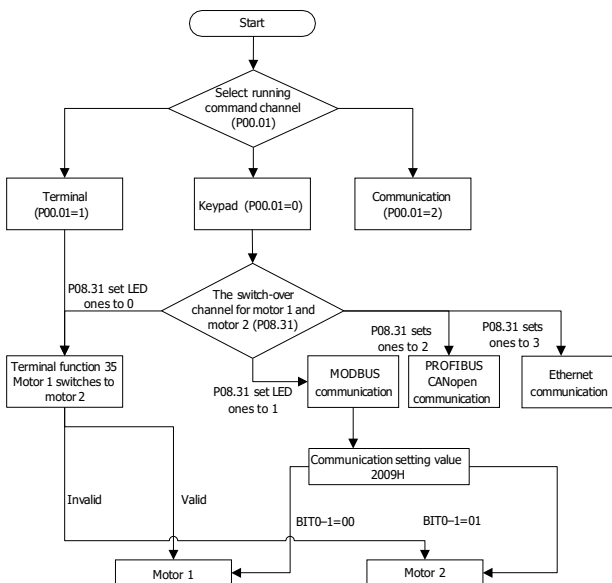 Start
Select running
command channel
(P00.01)
Terminal
(P00.01=1)
Keypad (P00.01=0)
Communication
(P00.01=2)
P08.31 set LED
ones to 0
The switch-over
channel for motor 1 and
motor 2 (P08.31)
P08.31 sets
ones to 2
P08.31 sets
ones to 3
Terminal function 35
Motor 1 switches to
motor 2
P08.31 set LED
ones to 1
MODBUS
communication
PROFIBUS
CANopen
communication
Ethernet
communication
Communication setting value
2009H
Invalid
Valid
BIT0–1=00
BIT0–1=01
Motor 1
Motor 2